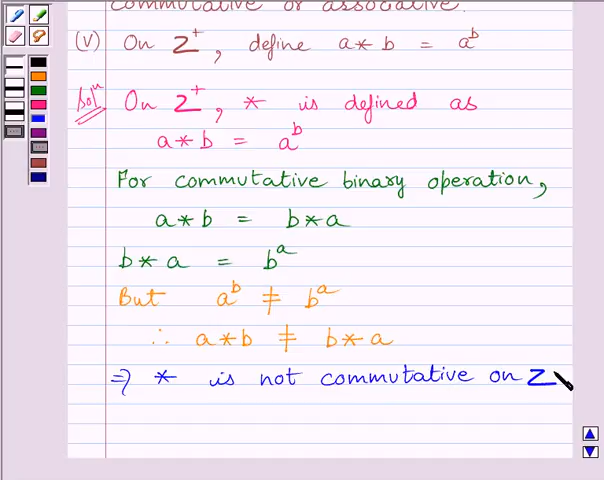 commutative or associative.
(V) On Z⁺, define a * b = aᵇ
Solⁿ On Z⁺, * is defined as
a * b = aᵇ
For commutative binary operation,
a * b = b * a
b * a = bᵃ
But aᵇ ≠ bᵃ
∴ a * b ≠ b * a
⇒ * is not commutative on Z